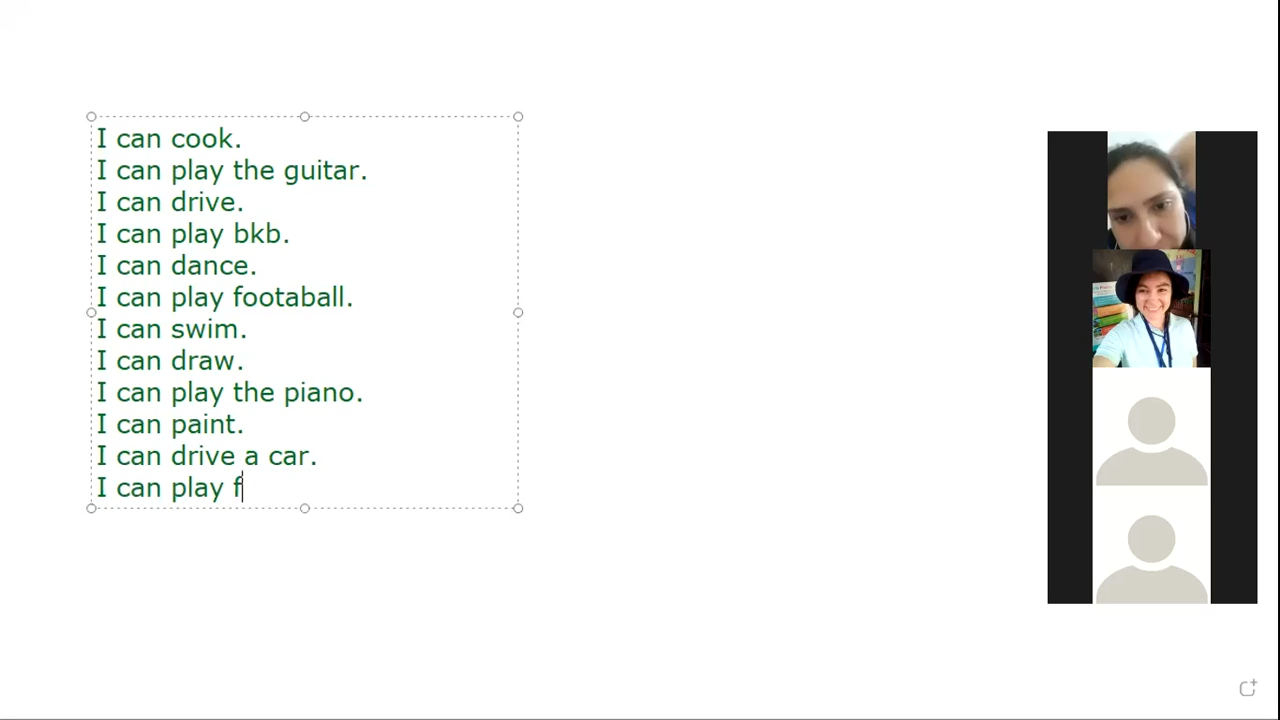 I can cook.
I can play the guitar.
I can drive.
I can play bkb.
I can dance.
I can play footaball.
I can swim.
I can draw.
I can play the piano.
I can paint.
I can drive a car.
I can play f